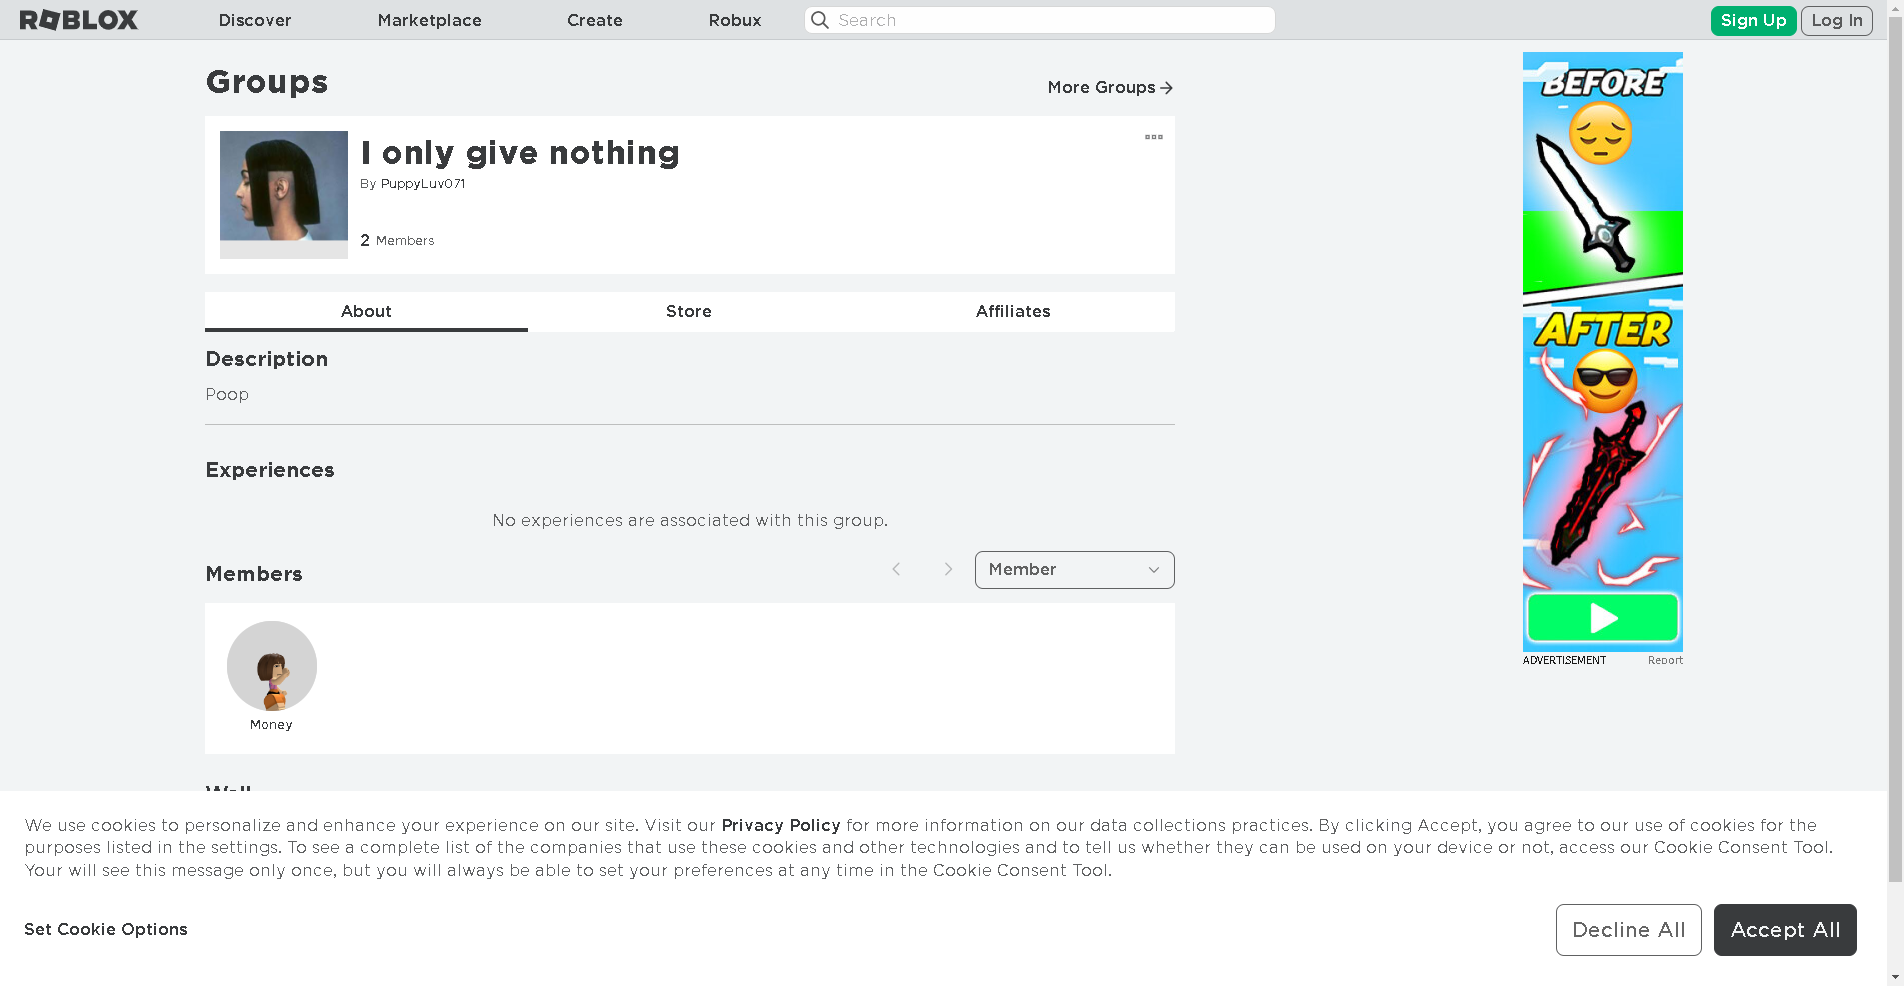 ROBLOX Discover Marketplace Create Robux Search Sign Up Log In
Groups
More Groups
I only give nothing
By PuppyLuv071
2 Members
About Store Affiliates
Description
Poop
Experiences
No experiences are associated with this group.
Members
Member
Money
BEFORE
AFTER
ADVERTISEMENT Report
We use cookies to personalize and enhance your experience on our site. Visit our Privacy Policy for more information on our data collections practices. By clicking Accept, you agree to our use of cookies for the
purposes listed in the settings. To see a complete list of the companies that use these cookies and other technologies and to tell us whether they can be used on your device or not, access our Cookie Consent Tool.
Your will see this message only once, but you will always be able to set your preferences at any time in the Cookie Consent Tool.
Set Cookie Options
Decline All
Accept All